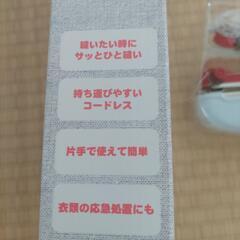 縫いたい時に
サッとひと縫い
持ち運びやすい
コードレス
片手で使えて簡単
衣類の応急処置にも